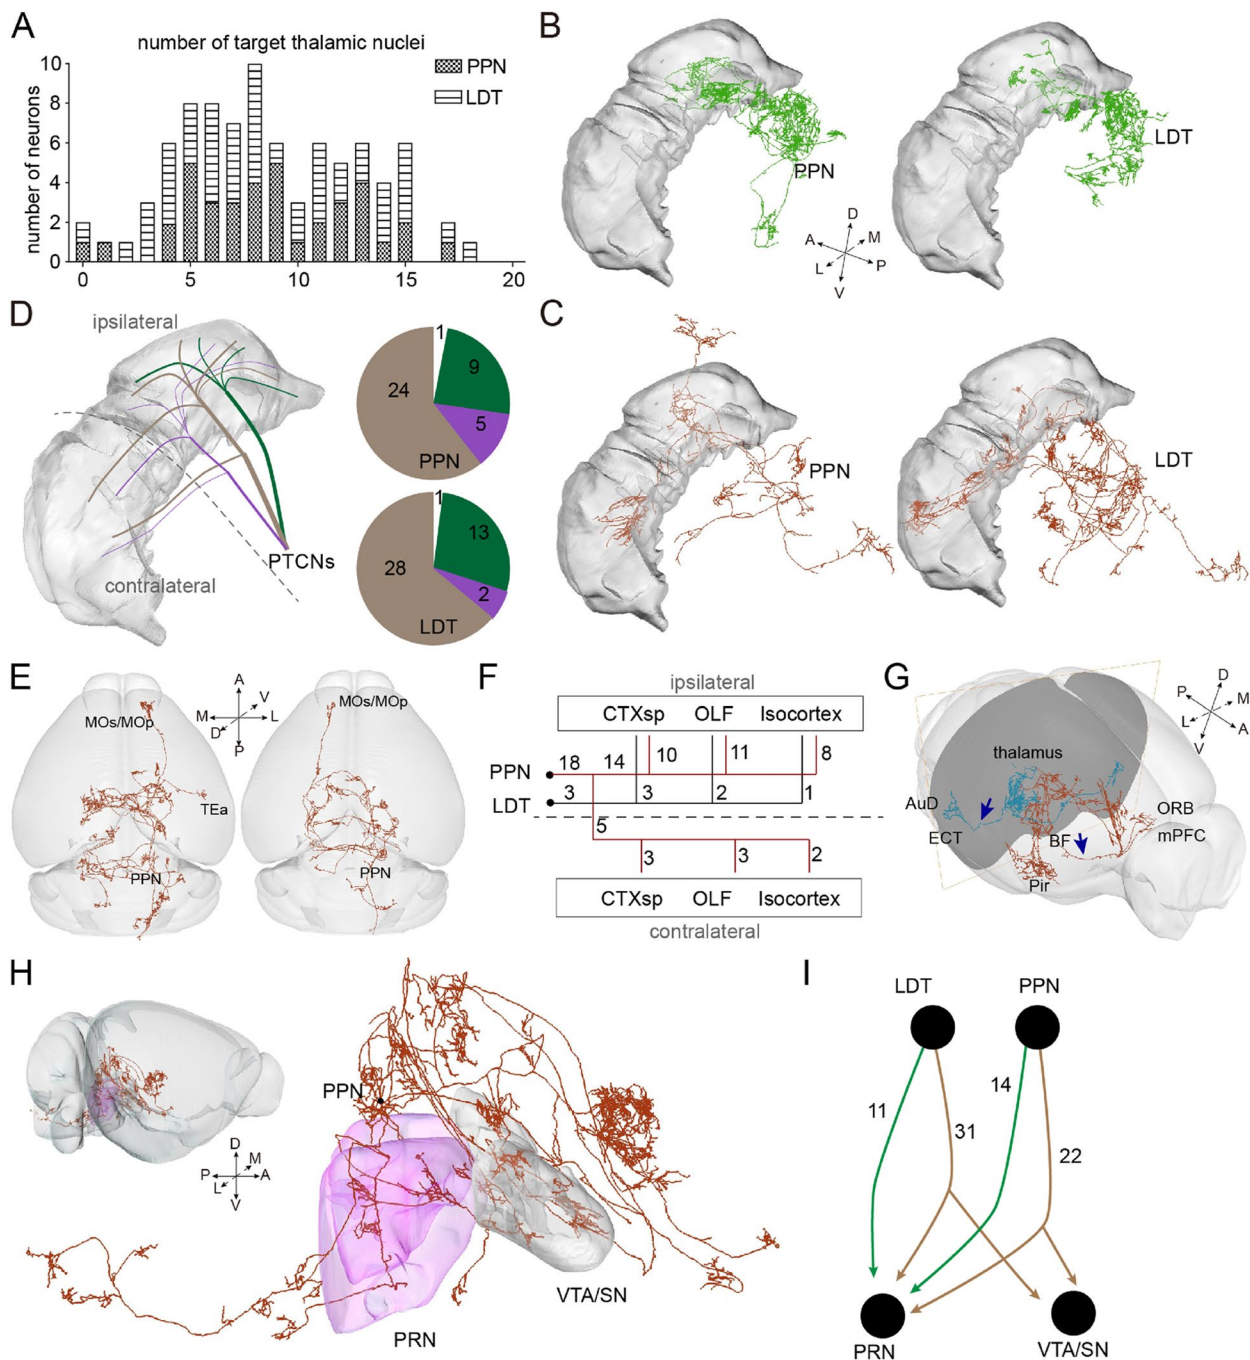 A
number of target thalamic nuclei
number of neurons
10
8
6
4
2
0
PPN
LDT
0
5
10
15
20
B
PPN
LDT
D
M
A
P
L
V
D
ipsilateral
contralateral
PTCNs
1
9
24
5
PPN
1
13
28
2
LDT
C
PPN
LDT
E
MOs/MOp
TEa
PPN
A
V
M
L
D
P
MOs/MOp
PPN
F
ipsilateral
CTXsp OLF Isocortex
PPN
18
14
10
11
8
LDT
3
3
2
1
5
3
3
2
CTXsp OLF Isocortex
contralateral
G
D
P
L
A
V
thalamus
AuD
ECT
BF
ORB
mPFC
Pir
H
D
M
P
A
L
V
PPN
PRN
VTA/SN
I
LDT PPN
11
31
14
22
PRN
VTA/SN